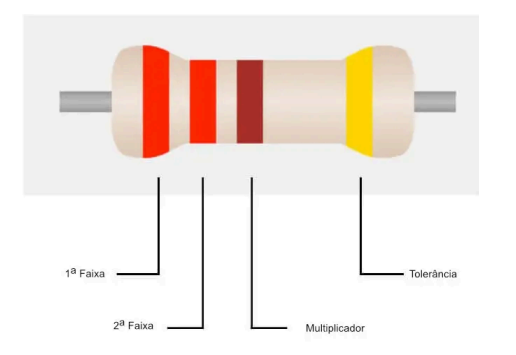 1ª Faixa
Tolerância
2ª Faixa
Multiplicador